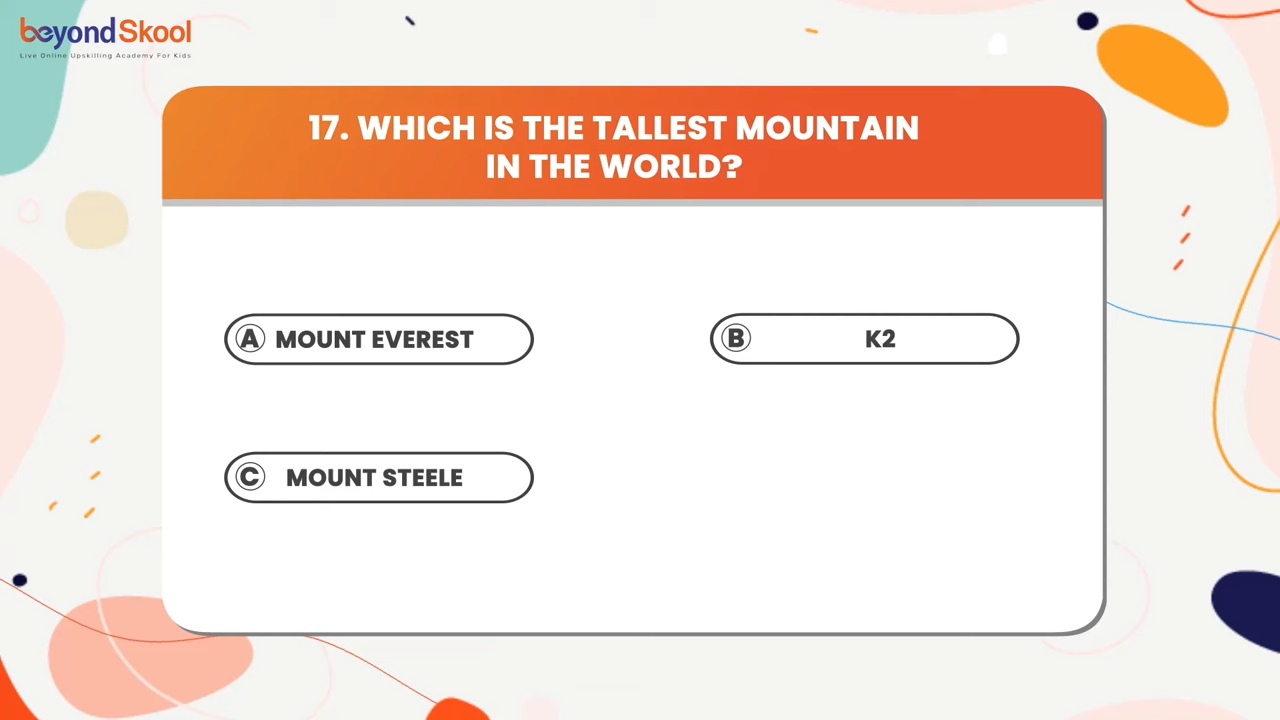 beyondSkool
Live Online Upskilling Academy For Kids
17. WHICH IS THE TALLEST MOUNTAIN
IN THE WORLD?
A MOUNT EVEREST
B K2
C MOUNT STEELE